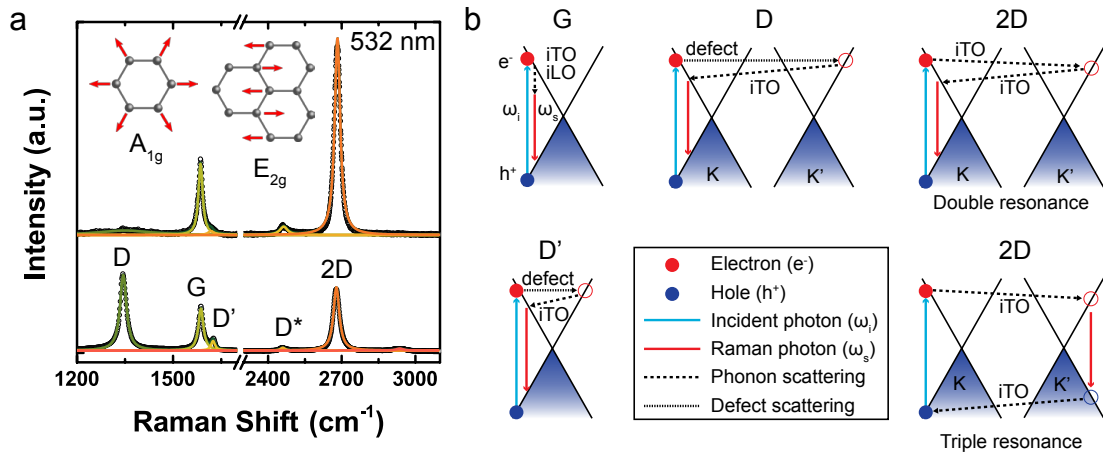 a
532 nm
A1g
E2g
Intensity (a.u.)
D
G
D’
D*
2D
1200 1500 2400 2700 3000
Raman Shift (cm-1)
b
G
e-
iTO
iLO
ωi
ωs
h+
D
defect
iTO
K
K’
2D
iTO
iTO
K
K’
Double resonance
D’
defect
iTO
Electron (e-)
Hole (h+)
Incident photon (ωi)
Raman photon (ωs)
Phonon scattering
Defect scattering
2D
iTO
K
K’
iTO
Triple resonance